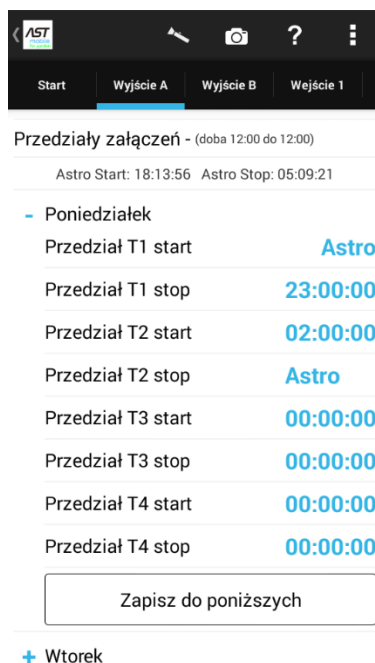 AST
mobile
Start Wyjście A Wyjście B Wejście 1
Przedziały załączeń - (doba 12:00 do 12:00)
Astro Start: 18:13:56 Astro Stop: 05:09:21
- Poniedziałek
Przedział T1 start Astro
Przedział T1 stop 23:00:00
Przedział T2 start 02:00:00
Przedział T2 stop Astro
Przedział T3 start 00:00:00
Przedział T3 stop 00:00:00
Przedział T4 start 00:00:00
Przedział T4 stop 00:00:00
Zapisz do poniższych
+ Wtorek